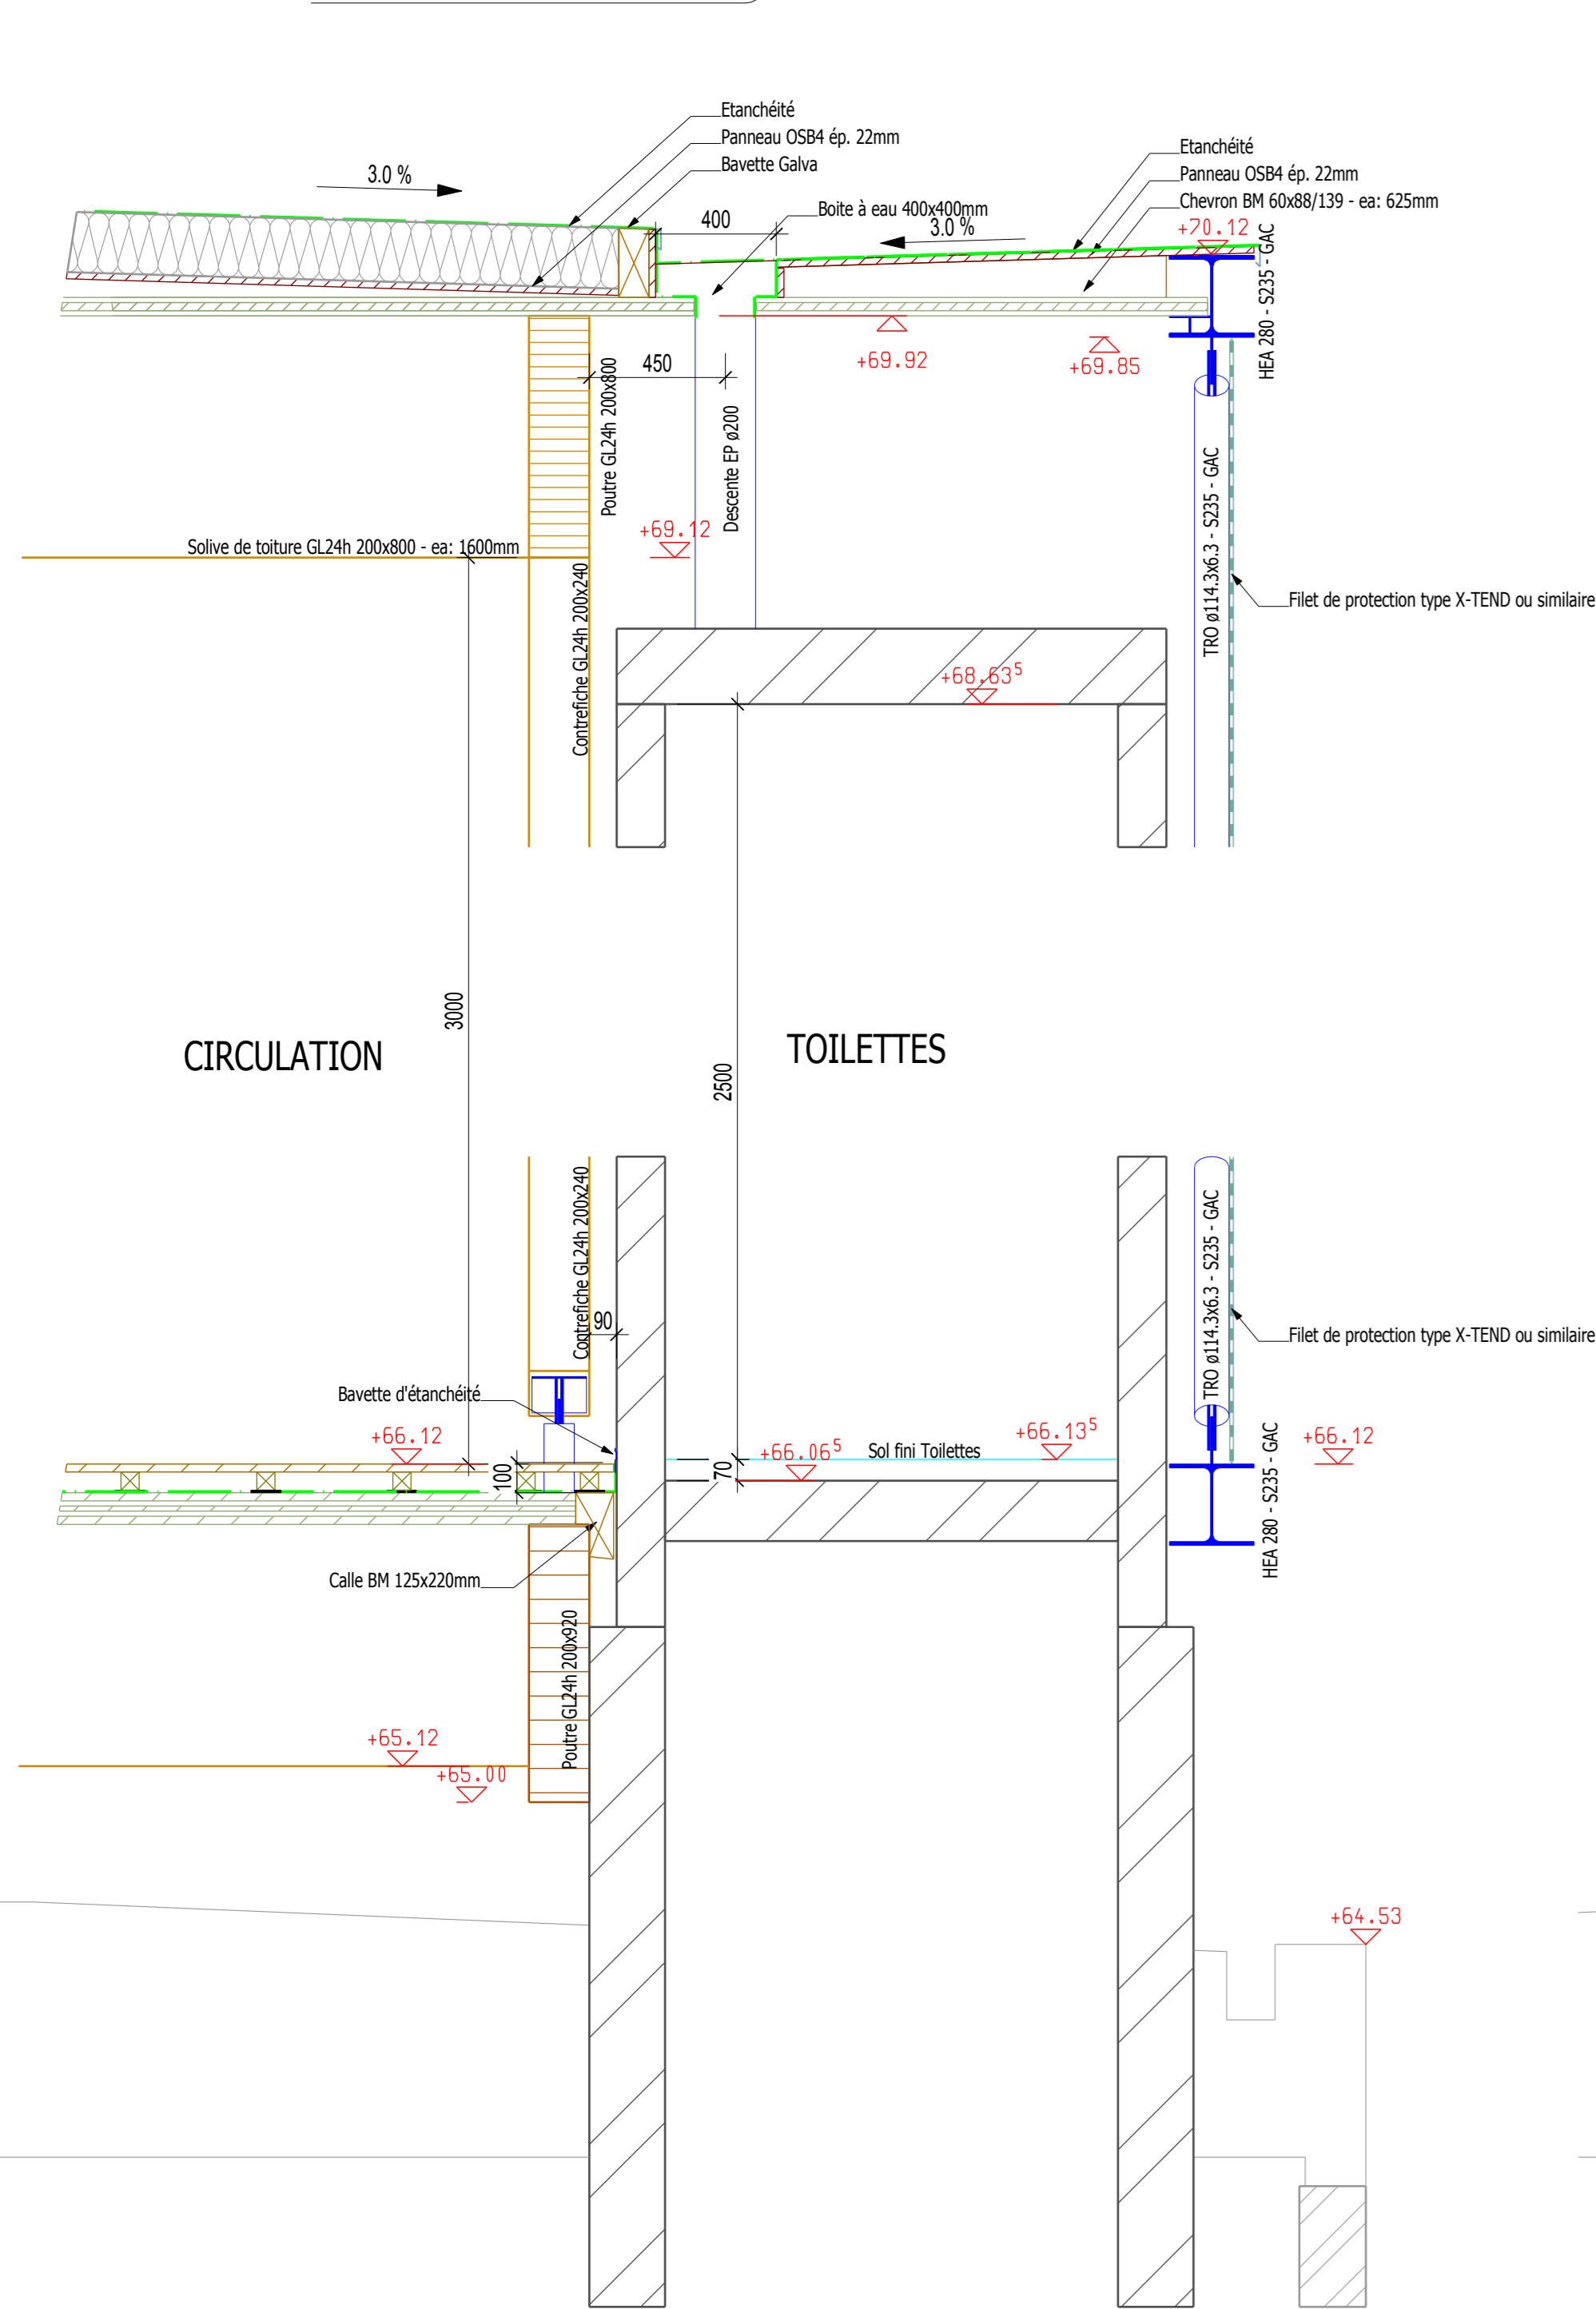 Etanchéité
Panneau OSB4 ép. 22mm
Bavette Galva
Etanchéité
Panneau OSB4 ép. 22mm
Chevron BM 60x88/139 - ea: 625mm
3.0 %
Boite à eau 400x400mm
400
3.0 %
+70.12
HEA 280 - S235 - GAC
+69.92
+69.85
450
Poutre GL24h 200x800
Descente EP ø200
TRO ø114.3x6.3 - S235 - GAC
+69.12
Solive de toiture GL24h 200x800 - ea: 1600mm
Contrefiche GL24h 200x240
Filet de protection type X-TEND ou similaire
+68.63⁵
3000
CIRCULATION
TOILETTES
2500
Contrefiche GL24h 200x240
TRO ø114.3x6.3 - S235 - GAC
90
Filet de protection type X-TEND ou similaire
Bavette d'étanchéité
+66.12
100
70
+66.06⁵
Sol fini Toilettes
+66.13⁵
+66.12
HEA 280 - S235 - GAC
Calle BM 125x220mm
Poutre GL24h 200x920
+65.12
+65.00
+64.53